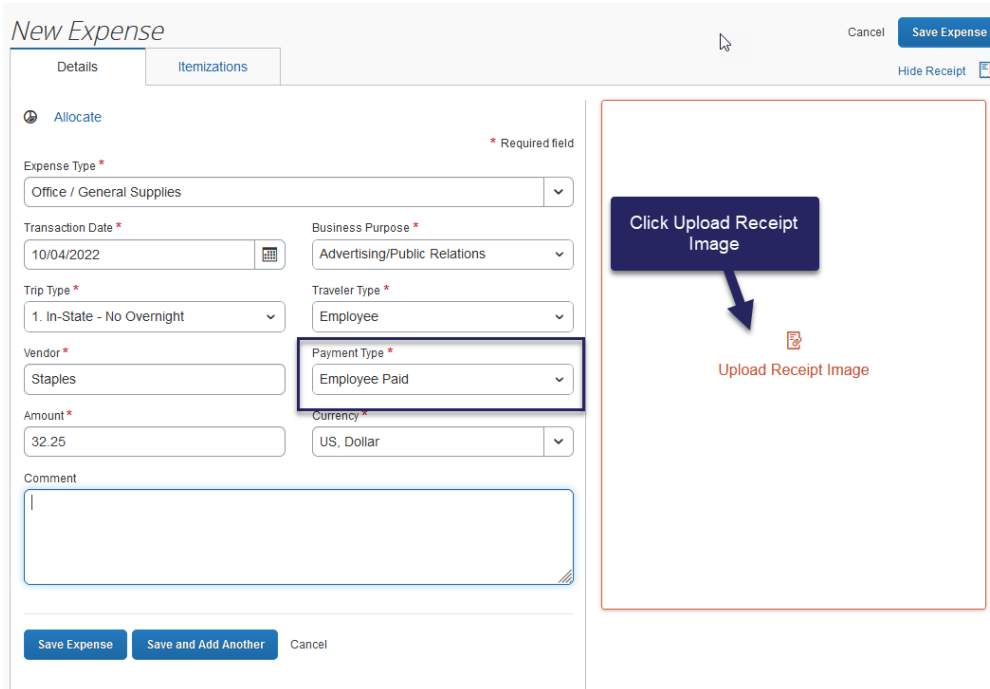 New Expense
Cancel
Save Expense
Details
Itemizations
Hide Receipt
Allocate
* Required field
Expense Type *
Office / General Supplies
Transaction Date *
Business Purpose *
10/04/2022
Advertising/Public Relations
Trip Type *
Traveler Type *
1. In-State - No Overnight
Employee
Vendor *
Payment Type *
Staples
Employee Paid
Amount *
Currency *
32.25
US, Dollar
Comment
Save Expense
Save and Add Another
Cancel
Click Upload Receipt
Image
Upload Receipt Image